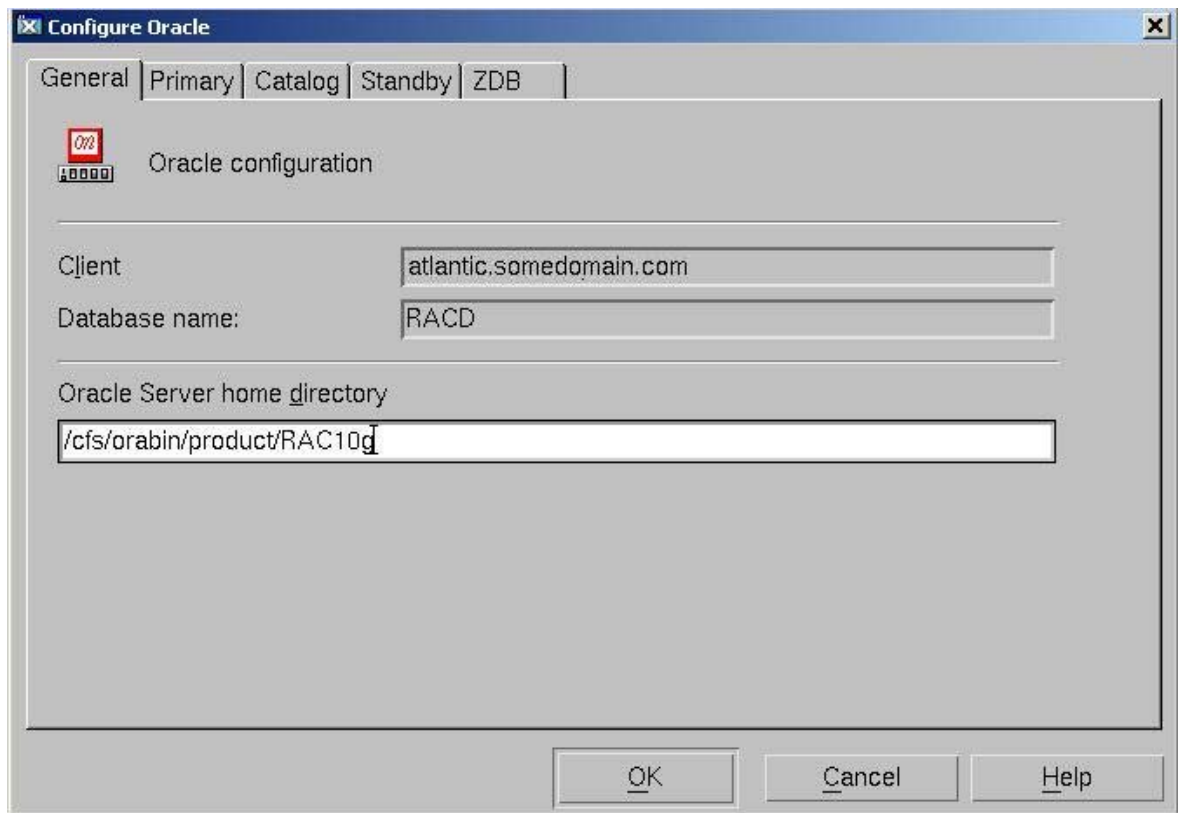 Configure Oracle
General Primary Catalog Standby ZDB
Oracle configuration
Client atlantic.somedomain.com
Database name: RACD
Oracle Server home directory
/cfs/orabin/product/RAC10g
OK Cancel Help